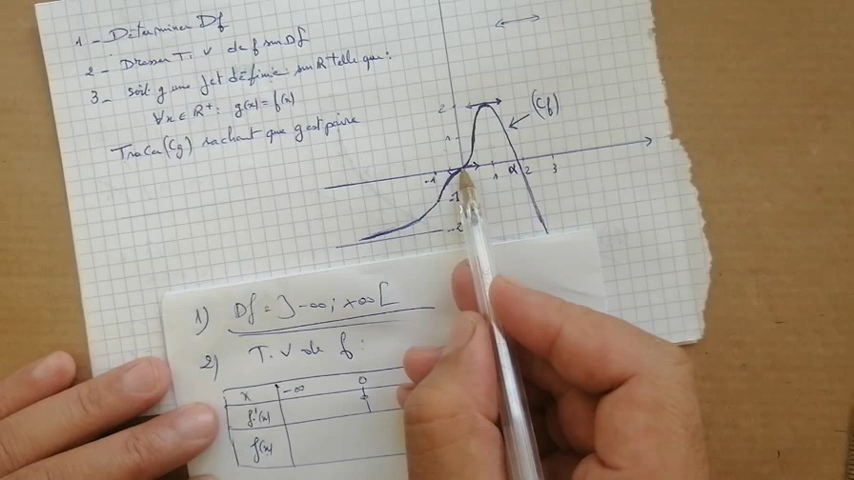 1 - Déterminer Df
2 - Dresser T. V de f sur Df
3 - soit g une fct définie sur R telle que:
∀x ∈ R⁺: g(x) = f(x)
Tracer (Cg) sachant que g est paire
(Cf)
2
1
-1
1 α 2 3
-1
-2
1) Df = ]-∞; +∞[
2) T. V de f:
x -∞ 0
f'(x)
f(x)